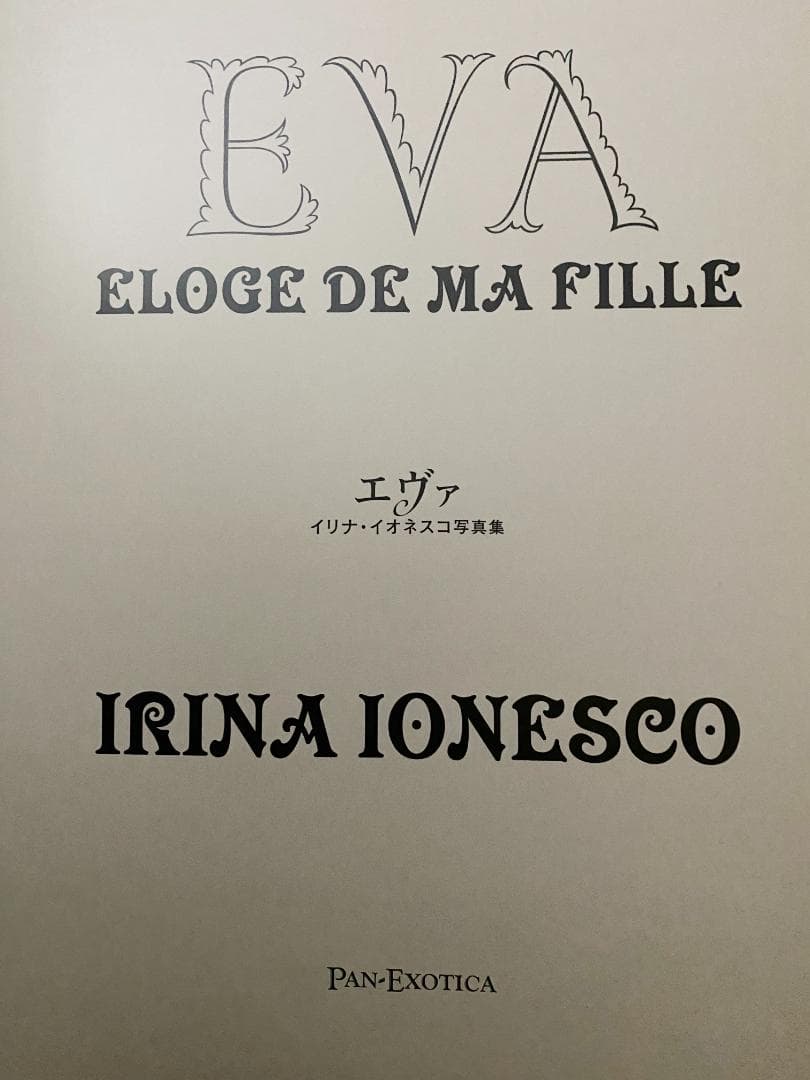 EVA
ELOGE DE MA FILLE
エヴァ
イリナ・イオネスコ写真集
IRINA IONESCO
PAN-EXOTICA